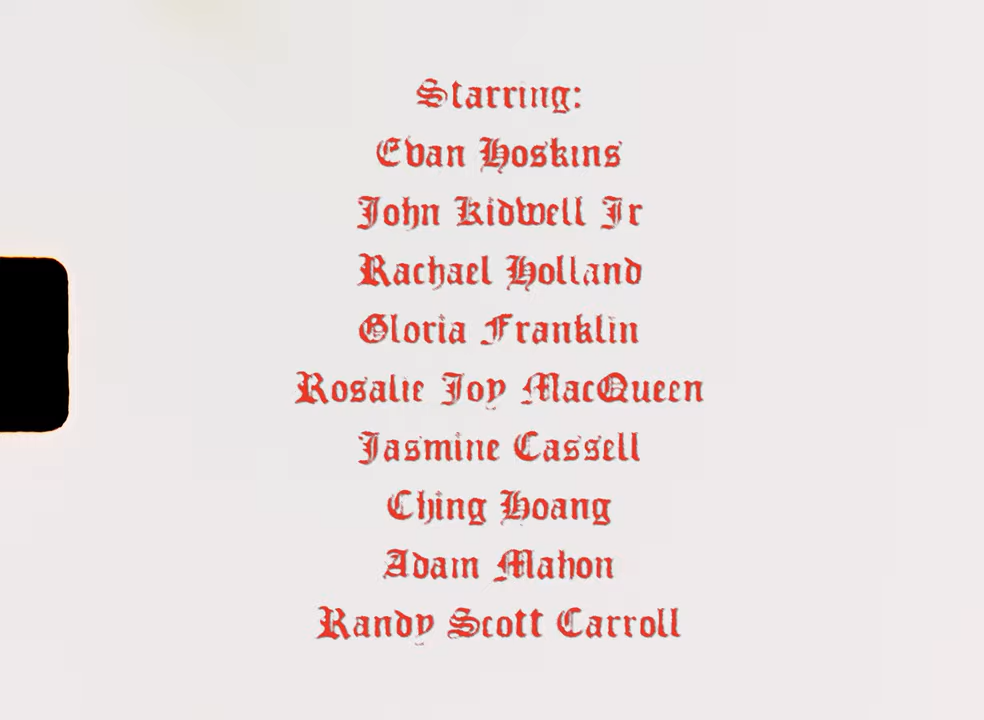 Starring:
Evan Hoskins
John Kidwell Jr
Rachael Holland
Gloria Franklin
Rosalie Joy MacQueen
Jasmine Cassell
Ching Hoang
Adam Mahon
Randy Scott Carroll